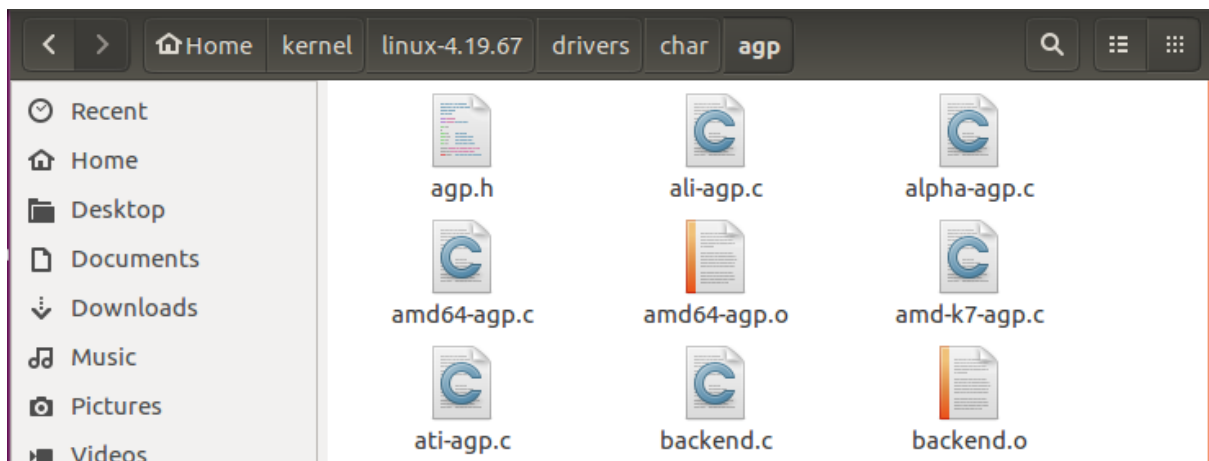 Home kernel linux-4.19.67 drivers char agp
Recent
Home
Desktop
Documents
Downloads
Music
Pictures
Videos
agp.h ali-agp.c alpha-agp.c
amd64-agp.c amd64-agp.o amd-k7-agp.c
ati-agp.c backend.c backend.o